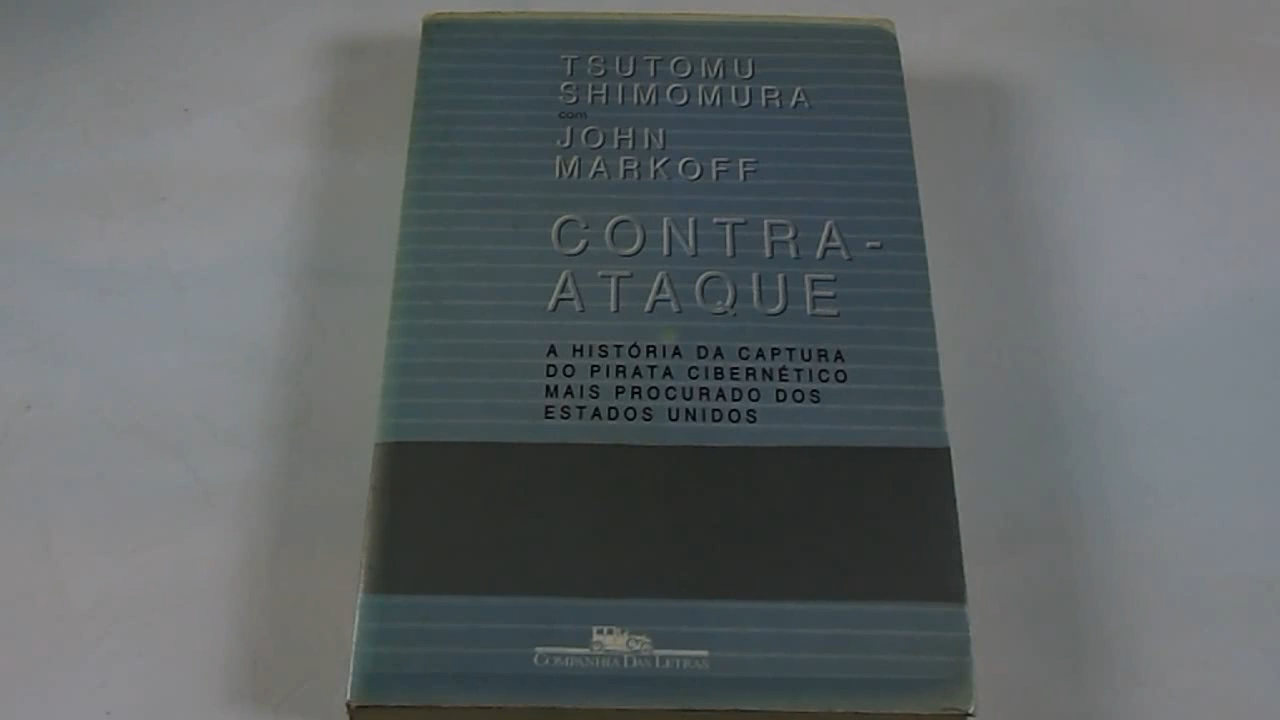 TSUTOMU
SHIMOMURA
com
JOHN
MARKOFF
CONTRA-
ATAQUE
A HISTÓRIA DA CAPTURA
DO PIRATA CIBERNÉTICO
MAIS PROCURADO DOS
ESTADOS UNIDOS
COMPANHIA DAS LETRAS